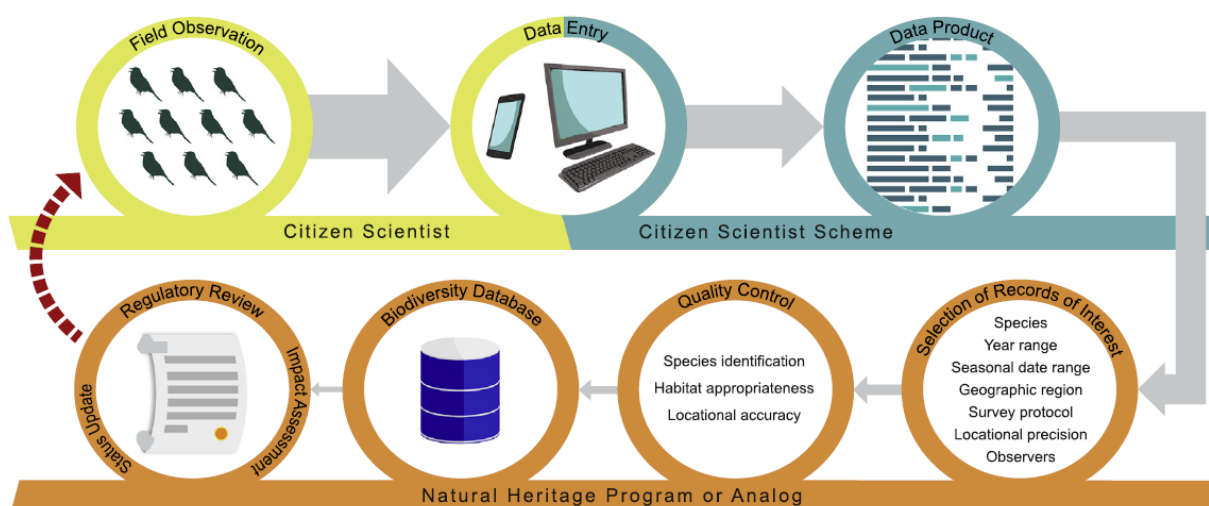 Field Observation
Data Entry
Data Product
Citizen Scientist
Citizen Scientist Scheme
Regulatory Review
Impact Assessment
Status Update
Biodiversity Database
Quality Control
Species identification
Habitat appropriateness
Locational accuracy
Selection of Records of Interest
Species
Year range
Seasonal date range
Geographic region
Survey protocol
Locational precision
Observers
Natural Heritage Program or Analog